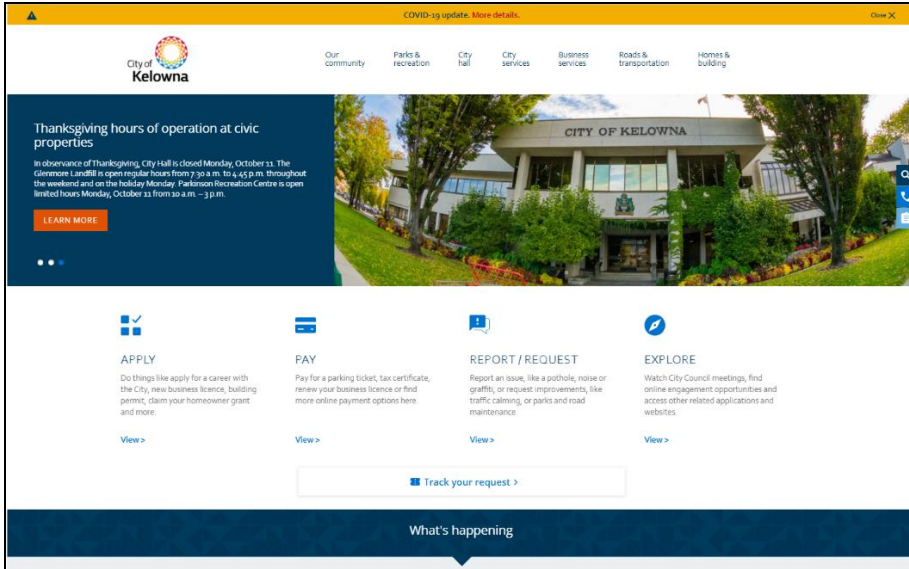 COVID-19 update. More details.
Close X
City of
Kelowna
Our
community
Parks &
recreation
City
hall
City
services
Business
services
Roads &
transportation
Homes &
building
Thanksgiving hours of operation at civic
properties
In observance of Thanksgiving, City Hall is closed Monday, October 11. The
Glenmore Landfill is open regular hours from 7:30 a.m. to 4:45 p.m. throughout
the weekend and on the holiday Monday. Parkinson Recreation Centre is open
limited hours Monday, October 11 from 10 a.m. – 3 p.m.
LEARN MORE
CITY OF KELOWNA
APPLY
Do things like apply for a career with
the City, new business licence, building
permit, claim your homeowner grant
and more.
View >
PAY
Pay for a parking ticket, tax certificate,
renew your business licence or find
more online payment options here.
View >
REPORT / REQUEST
Report an issue, like a pothole, noise or
graffiti, or request improvements, like
traffic calming, or parks and road
maintenance.
View >
EXPLORE
Watch City Council meetings, find
online engagement opportunities and
access other related applications and
websites.
View >
Track your request >
What's happening